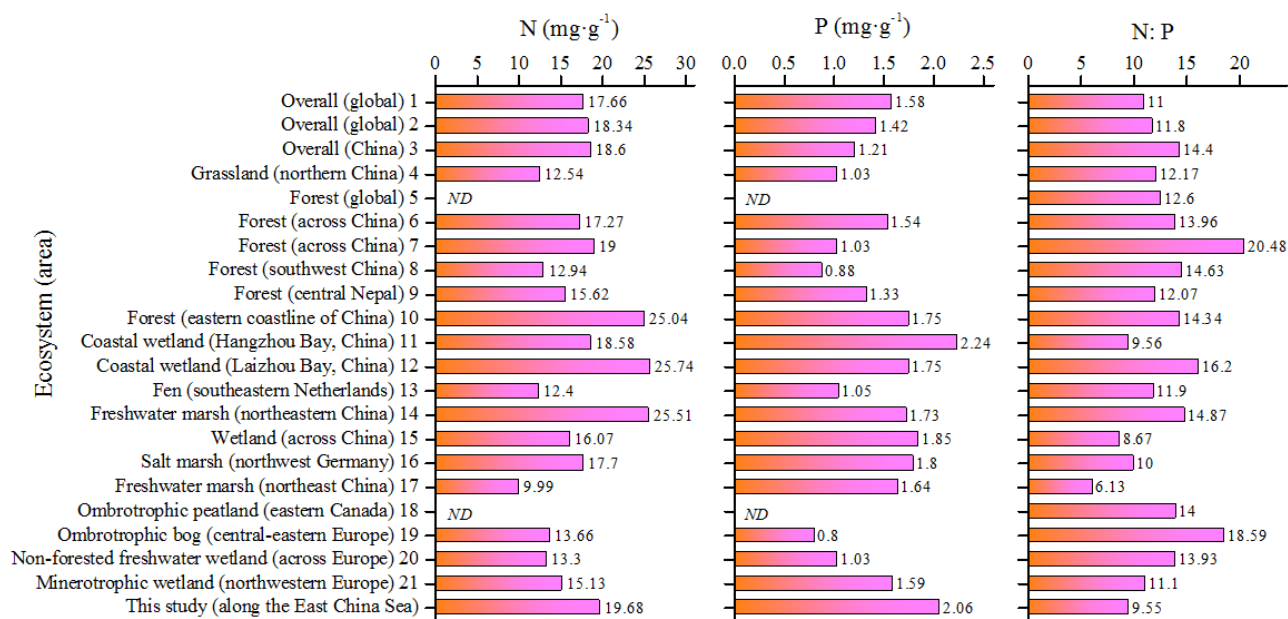 N (mg·g⁻¹) P (mg·g⁻¹) N: P
0 5 10 15 20 25 30 0.0 0.5 1.0 1.5 2.0 2.5 0 5 10 15 20
Ecosystem (area)
Overall (global) 1 17.66 1.58 11
Overall (global) 2 18.34 1.42 11.8
Overall (China) 3 18.6 1.21 14.4
Grassland (northern China) 4 12.54 1.03 12.17
Forest (global) 5 ND ND 12.6
Forest (across China) 6 17.27 1.54 13.96
Forest (across China) 7 19 1.03 20.48
Forest (southwest China) 8 12.94 0.88 14.63
Forest (central Nepal) 9 15.62 1.33 12.07
Forest (eastern coastline of China) 10 25.04 1.75 14.34
Coastal wetland (Hangzhou Bay, China) 11 18.58 2.24 9.56
Coastal wetland (Laizhou Bay, China) 12 25.74 1.75 16.2
Fen (southeastern Netherlands) 13 12.4 1.05 11.9
Freshwater marsh (northeastern China) 14 25.51 1.73 14.87
Wetland (across China) 15 16.07 1.85 8.67
Salt marsh (northwest Germany) 16 17.7 1.8 10
Freshwater marsh (northeast China) 17 9.99 1.64 6.13
Ombrotrophic peatland (eastern Canada) 18 ND ND 14
Ombrotrophic bog (central-eastern Europe) 19 13.66 0.8 18.59
Non-forested freshwater wetland (across Europe) 20 13.3 1.03 13.93
Minerotrophic wetland (northwestern Europe) 21 15.13 1.59 11.1
This study (along the East China Sea) 19.68 2.06 9.55